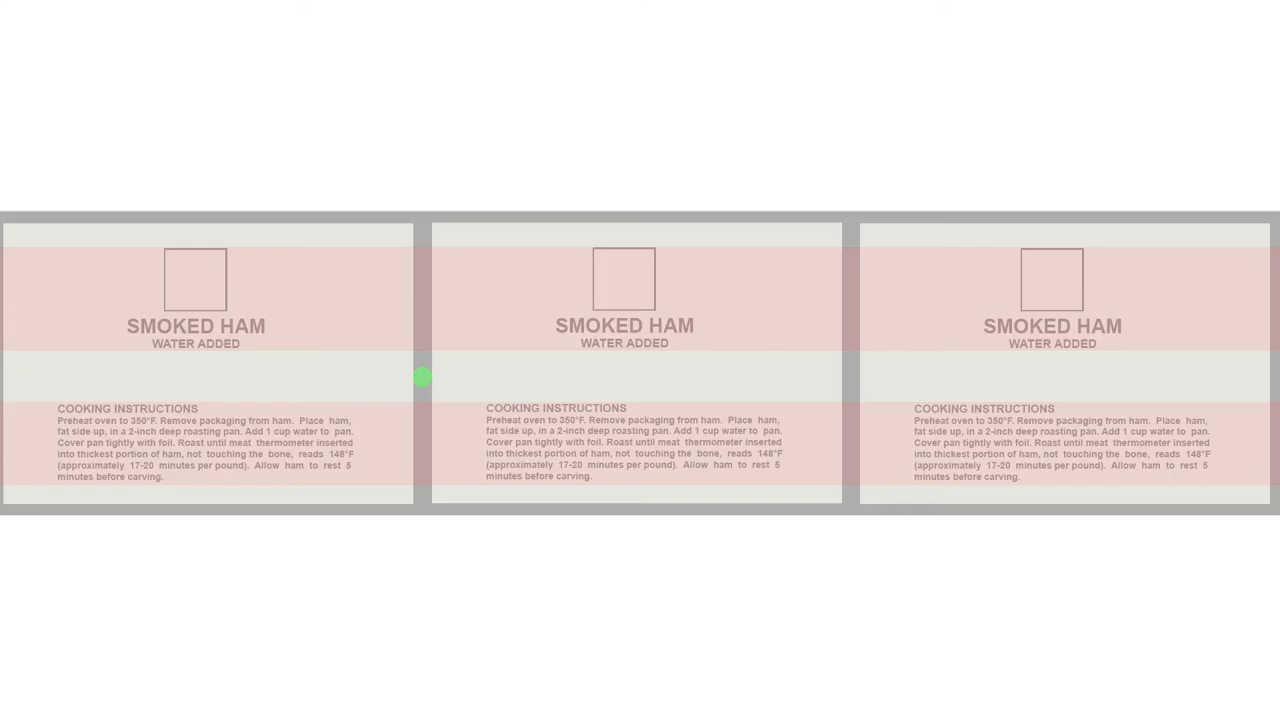 SMOKED HAM
WATER ADDED
COOKING INSTRUCTIONS
Preheat oven to 350°F. Remove packaging from ham. Place ham,
fat side up, in a 2-inch deep roasting pan. Add 1 cup water to pan.
Cover pan tightly with foil. Roast until meat thermometer inserted
into thickest portion of ham, not touching the bone, reads 148°F
(approximately 17-20 minutes per pound). Allow ham to rest 5
minutes before carving.
SMOKED HAM
WATER ADDED
COOKING INSTRUCTIONS
Preheat oven to 350°F. Remove packaging from ham. Place ham,
fat side up, in a 2-inch deep roasting pan. Add 1 cup water to pan.
Cover pan tightly with foil. Roast until meat thermometer inserted
into thickest portion of ham, not touching the bone, reads 148°F
(approximately 17-20 minutes per pound). Allow ham to rest 5
minutes before carving.
SMOKED HAM
WATER ADDED
COOKING INSTRUCTIONS
Preheat oven to 350°F. Remove packaging from ham. Place ham,
fat side up, in a 2-inch deep roasting pan. Add 1 cup water to pan.
Cover pan tightly with foil. Roast until meat thermometer inserted
into thickest portion of ham, not touching the bone, reads 148°F
(approximately 17-20 minutes per pound). Allow ham to rest 5
minutes before carving.